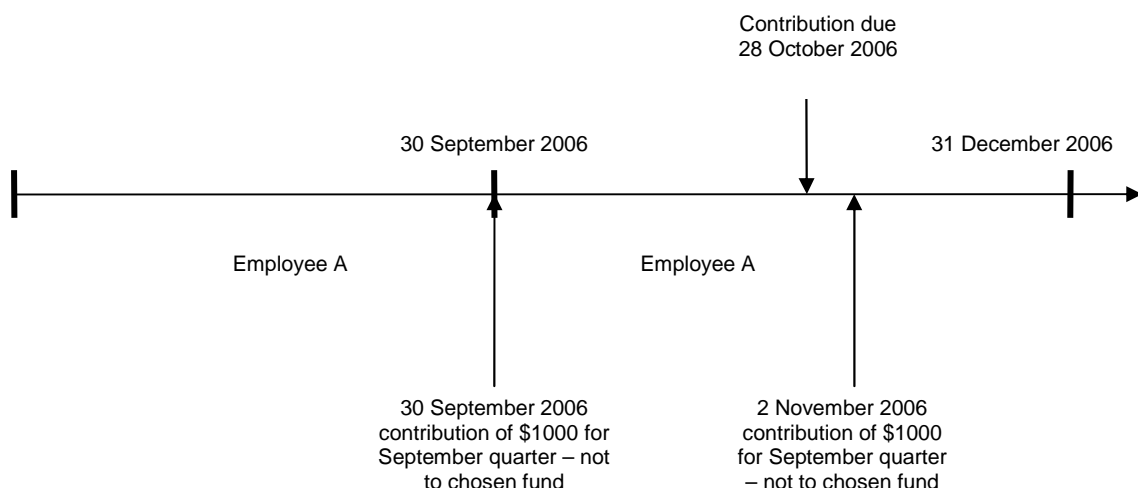 Contribution due
28 October 2006
30 September 2006
31 December 2006
Employee A
Employee A
30 September 2006
contribution of $1000 for
September quarter – not
to chosen fund
2 November 2006
contribution of $1000
for September quarter
– not to chosen fund